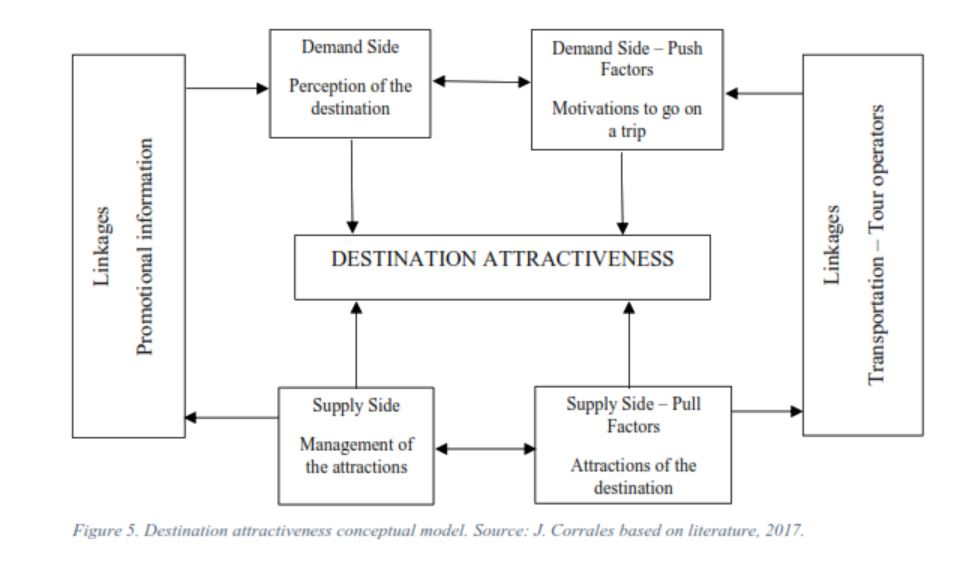 Linkages
Promotional information
Demand Side
Perception of the
destination
Demand Side – Push
Factors
Motivations to go on
a trip
Linkages
Transportation – Tour operators
DESTINATION ATTRACTIVENESS
Supply Side
Management of
the attractions
Supply Side – Pull
Factors
Attractions of the
destination
Figure 5. Destination attractiveness conceptual model. Source: J. Corrales based on literature, 2017.